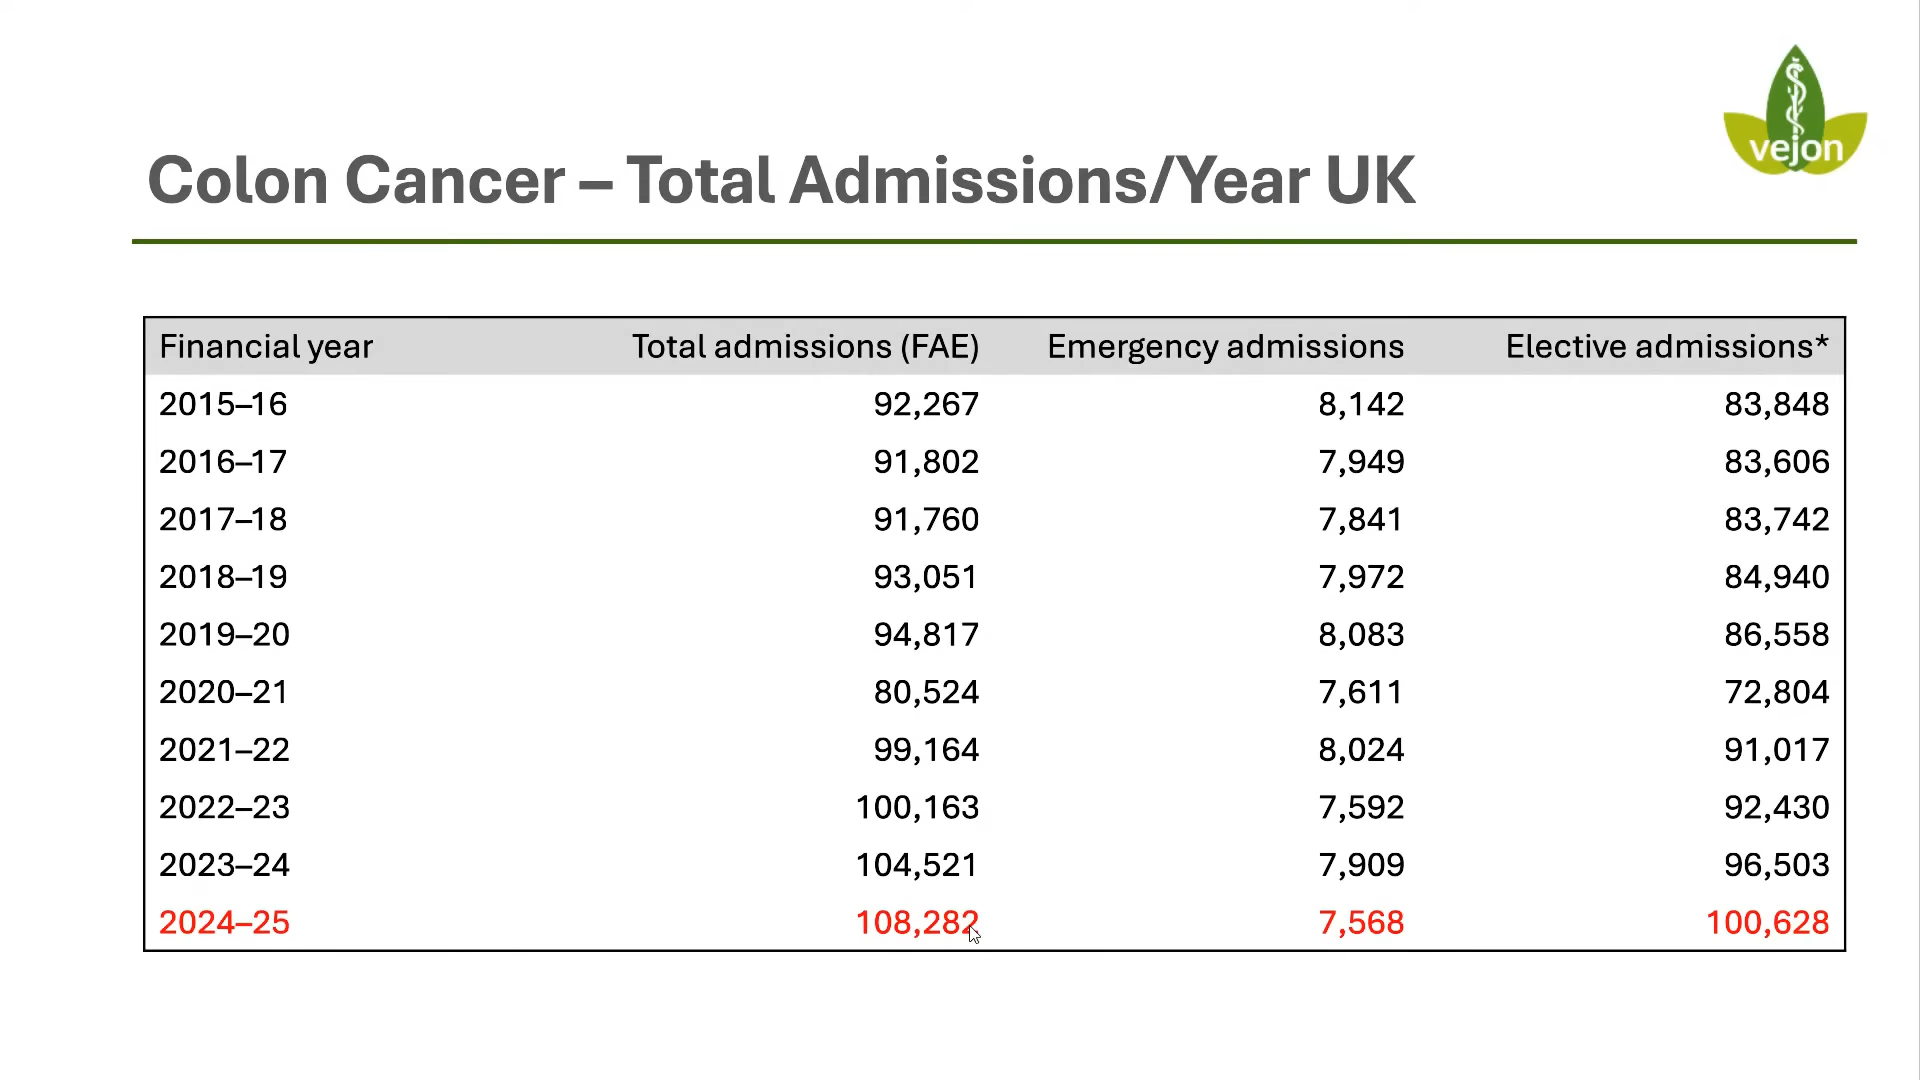 vejon
Colon Cancer – Total Admissions/Year UK
Financial year Total admissions (FAE) Emergency admissions Elective admissions*
2015–16 92,267 8,142 83,848
2016–17 91,802 7,949 83,606
2017–18 91,760 7,841 83,742
2018–19 93,051 7,972 84,940
2019–20 94,817 8,083 86,558
2020–21 80,524 7,611 72,804
2021–22 99,164 8,024 91,017
2022–23 100,163 7,592 92,430
2023–24 104,521 7,909 96,503
2024–25 108,282 7,568 100,628